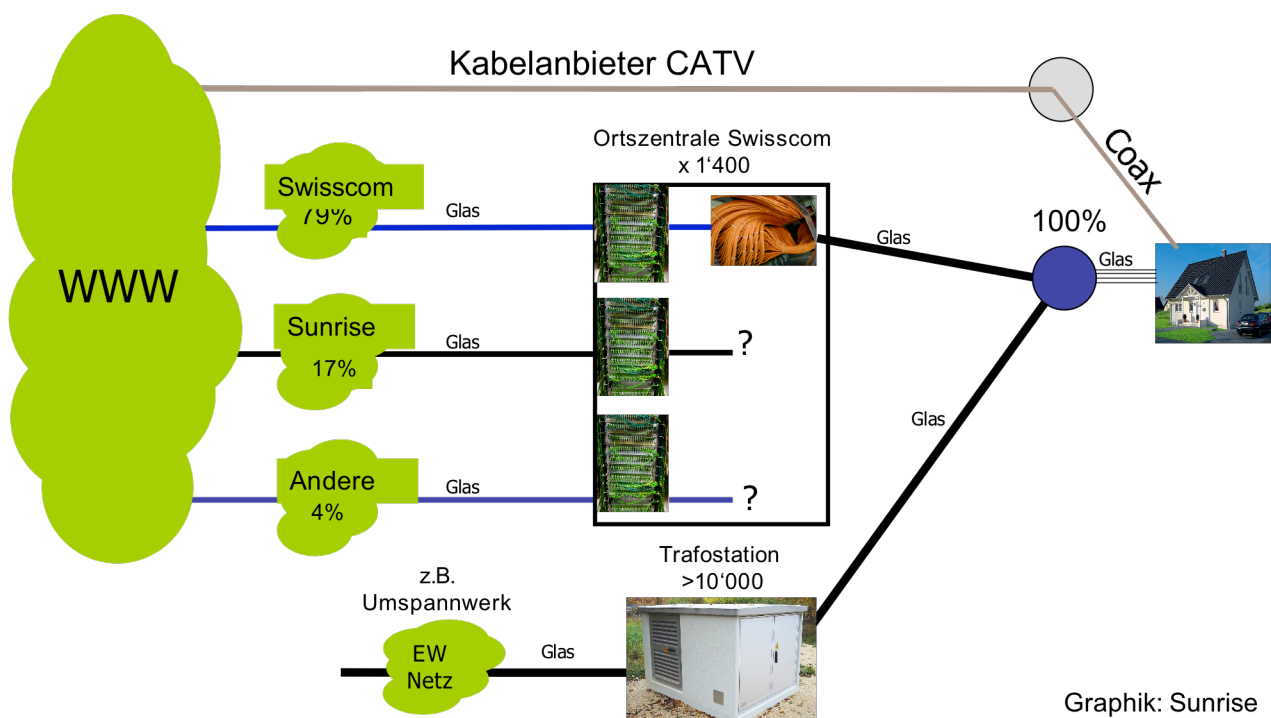 Kabelanbieter CATV
Coax
Ortszentrale Swisscom
x 1‘400
Swisscom
79%
Glas
Glas
100%
Glas
WWW
Sunrise
17%
Glas
?
Glas
Andere
4%
Glas
?
Trafostation
>10‘000
z.B.
Umspannwerk
EW
Netz
Glas
Graphik: Sunrise